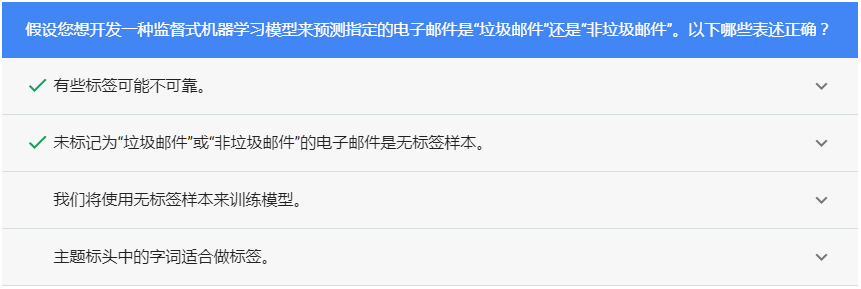 假设您想开发一种监督式机器学习模型来预测指定的电子邮件是“垃圾邮件”还是“非垃圾邮件”。以下哪些表述正确？
有些标签可能不可靠。
未标记为“垃圾邮件”或“非垃圾邮件”的电子邮件是无标签样本。
我们将使用无标签样本来训练模型。
主题标头中的字词适合做标签。